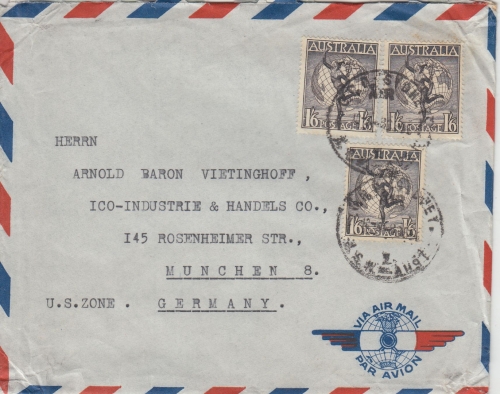 AUSTRALIA AUSTRALIA
1/6 POSTAGE 1/6 1/6 POSTAGE 1/6
AUSTRALIA
1/6 POSTAGE 1/6
HERRN
ARNOLD BARON VIETINGHOFF ,
ICO-INDUSTRIE & HANDELS CO.,
145 ROSENHEIMER STR.,
MUNCHEN 8.
U.S.ZONE . GERMANY.
VIA AIR MAIL
PAR AVION